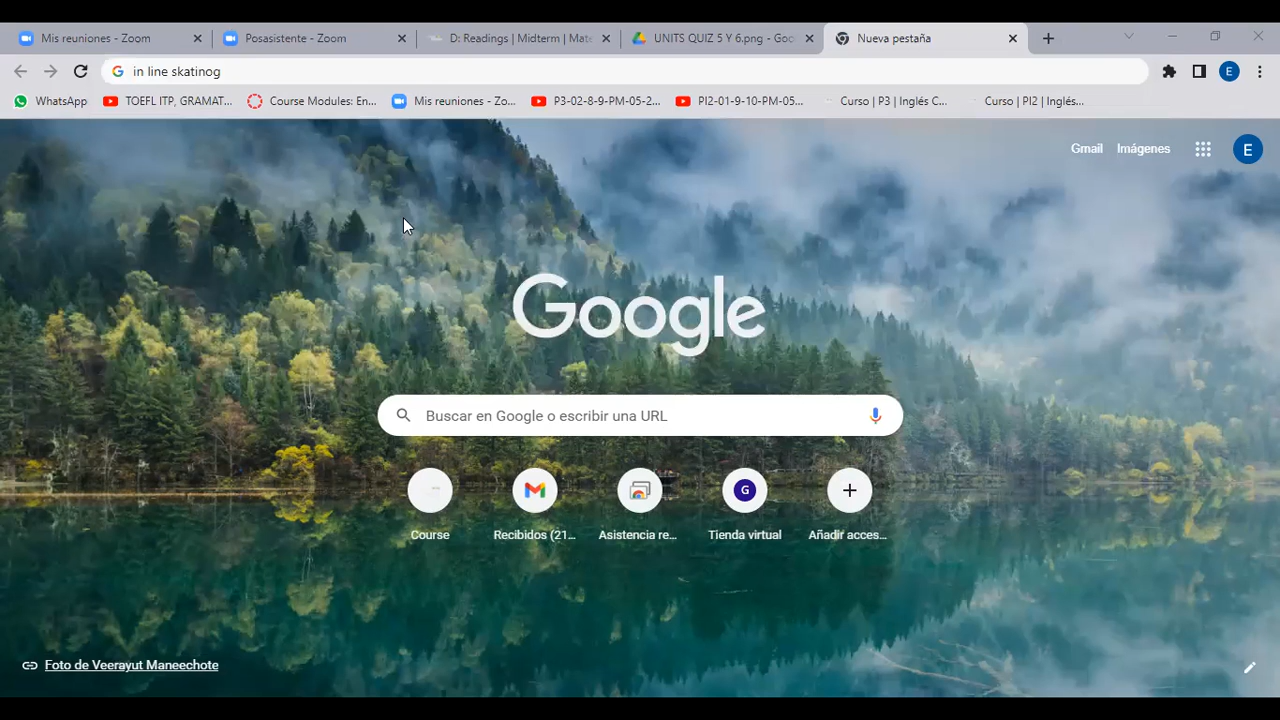 Mis reuniones - Zoom
Posasistente - Zoom
D: Readings | Midterm | Mate
UNITS QUIZ 5 Y 6.png - Goo
Nueva pestaña
in line skatinog
E
WhatsApp
TOEFL ITP, GRAMAT...
Course Modules: En...
Mis reuniones - Zo...
P3-02-8-9-PM-05-2...
PI2-01-9-10-PM-05...
Curso | P3 | Inglés C...
Curso | PI2 | Inglés...
Gmail
Imágenes
E
Google
Buscar en Google o escribir una URL
G
Course
Recibidos (21...
Asistencia re...
Tienda virtual
Añadir acces...
Foto de Veerayut Maneechote